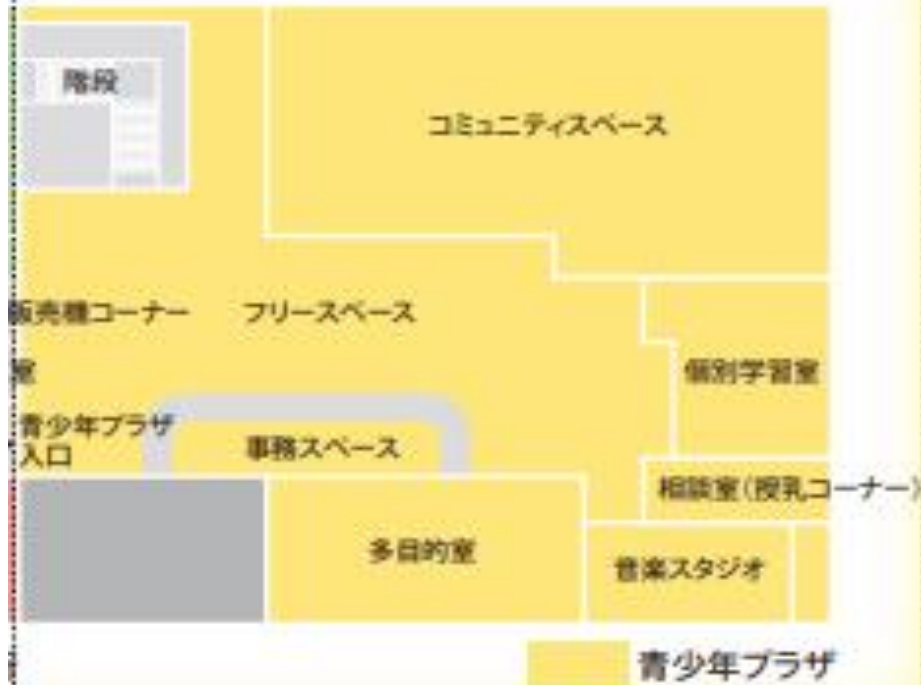 階段
コミュニティスペース
販売機コーナー
フリースペース
室
個別学習室
青少年プラザ
入口
事務スペース
相談室(授乳コーナー)
多目的室
音楽スタジオ
青少年プラザ